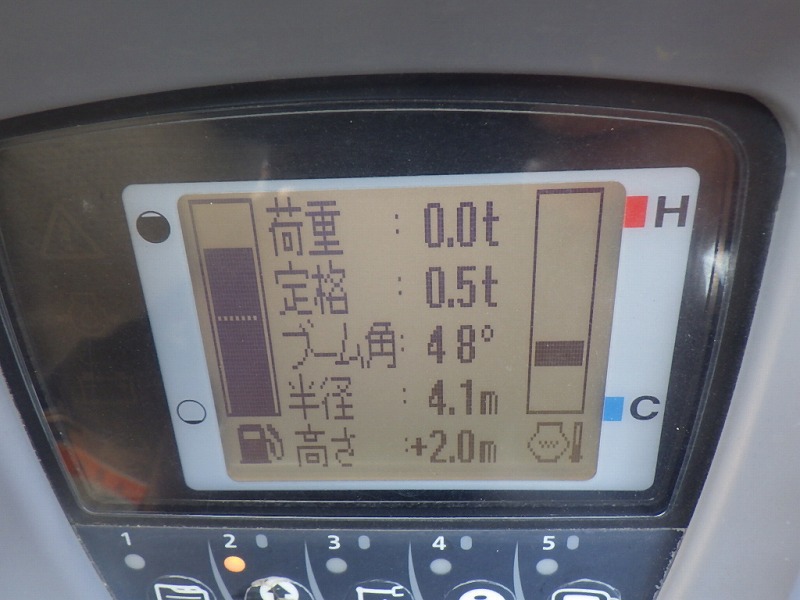 荷重 : 0.0t
定格 : 0.5t
ブーム角: 48°
半径 : 4.1m
高さ :+2.0m
H
C
1 2 3 4 5